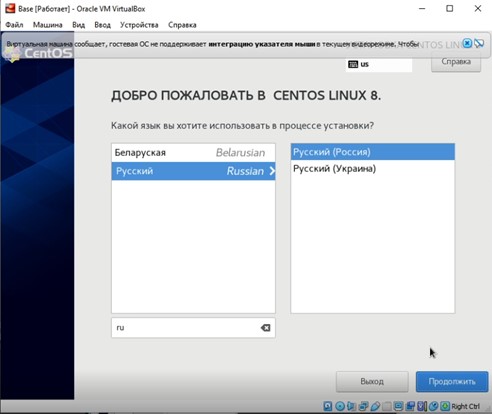 Base [Работает] - Oracle VM VirtualBox
Файл Машина Вид Ввод Устройства Справка
Виртуальная машина сообщает, гостевая ОС не поддерживает интеграцию указателя мыши в текущем видеорежиме. Чтобы
CentOS
CENTOS LINUX
us
Справка
ДОБРО ПОЖАЛОВАТЬ В CENTOS LINUX 8.
Какой язык вы хотите использовать в процессе установки?
Беларуская Belarusian
Русский Russian
Русский (Россия)
Русский (Украина)
ru
Выход
Продолжить
Right Ctrl